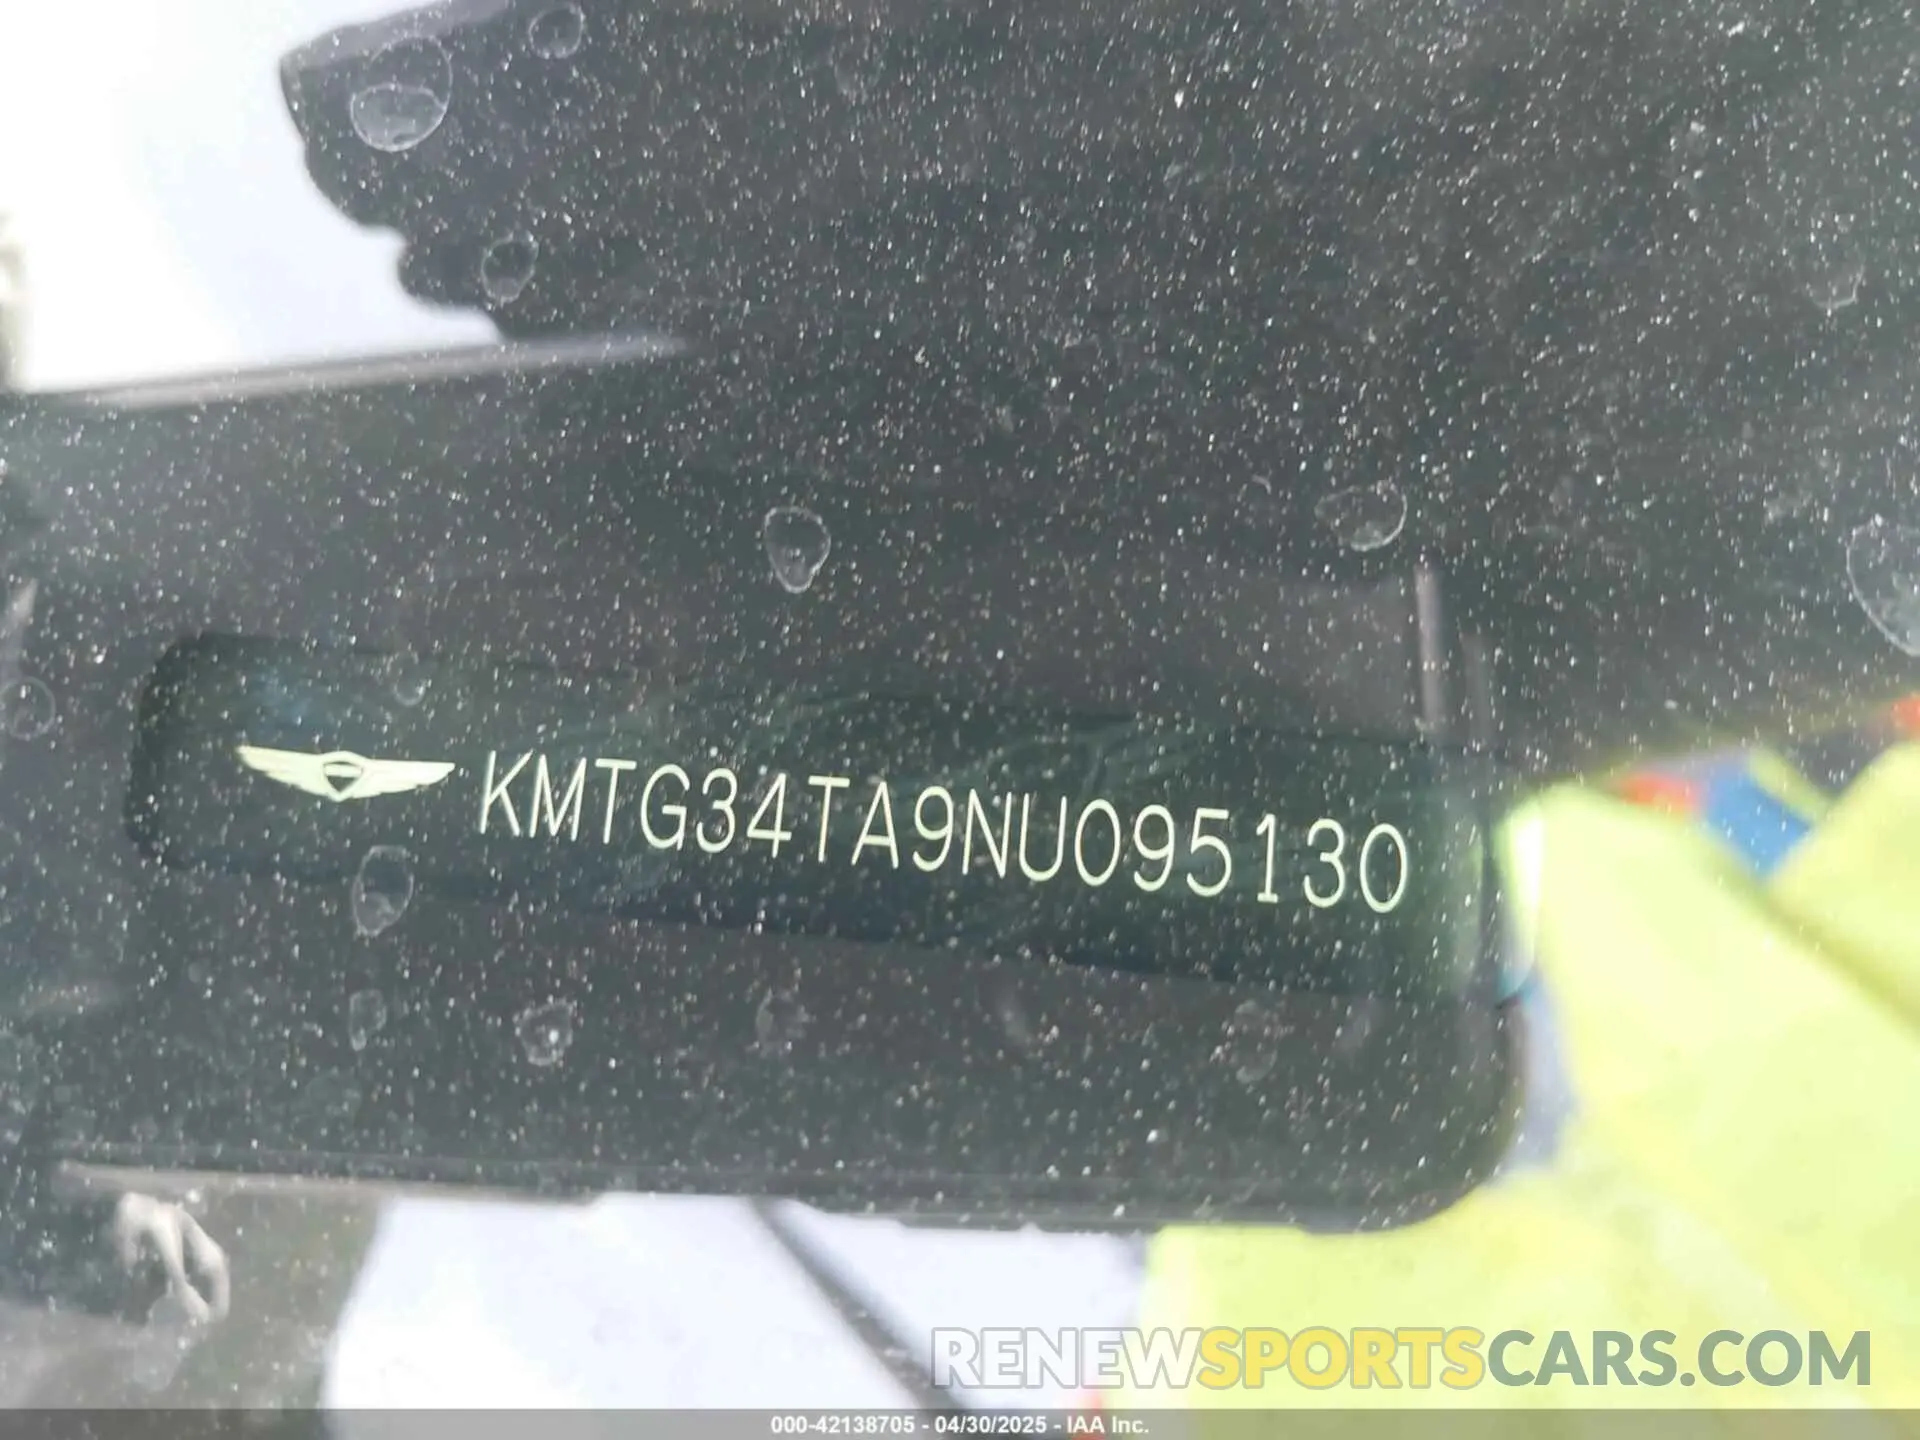 KMTG34TA9NU095130
RENEWSPORTSCARS.COM
000-42138705 - 04/30/2025 - IAA Inc.